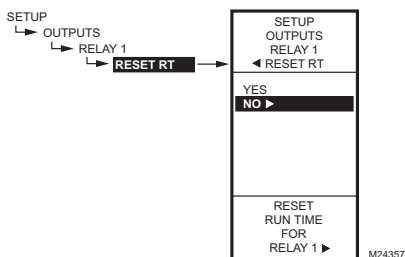 SETUP
OUTPUTS
RELAY 1
RESET RT
SETUP
OUTPUTS
RELAY 1
◀ RESET RT
YES
NO ▶
RESET
RUN TIME
FOR
RELAY 1 ▶
M24357